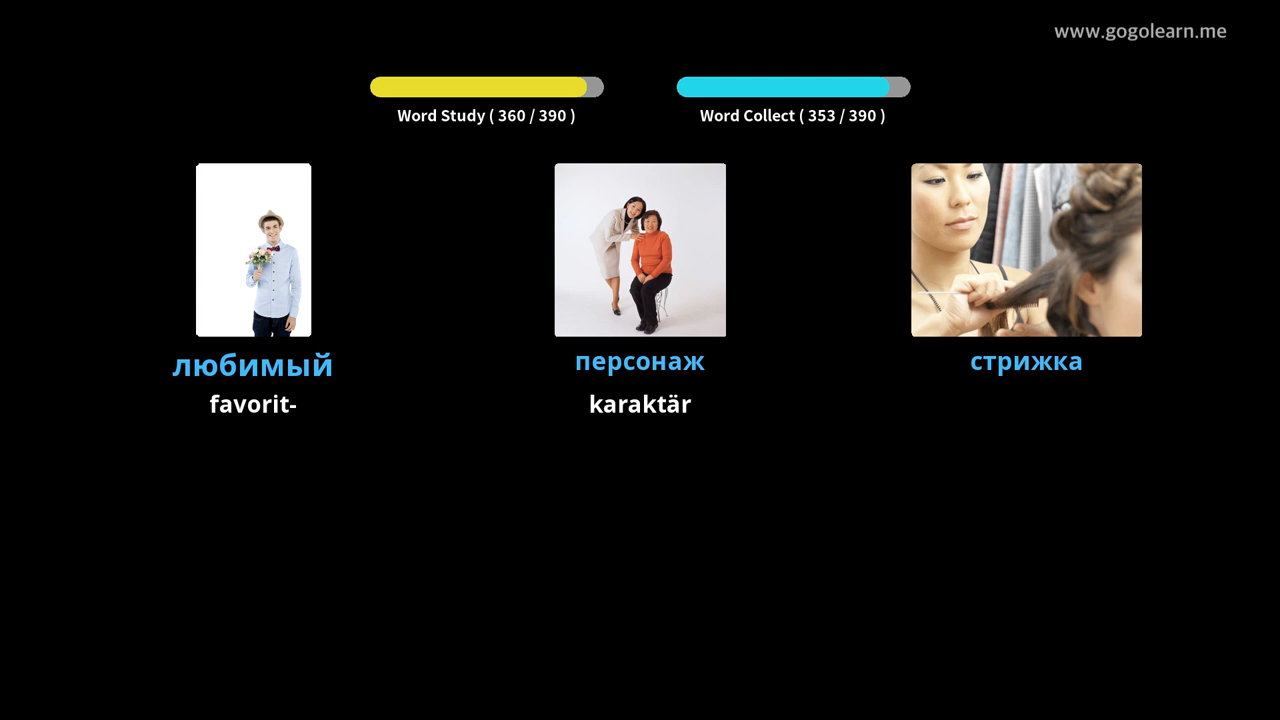 www.gogolearn.me
Word Study ( 360 / 390 )
Word Collect ( 353 / 390 )
любимый
favorit-
персонаж
karaktär
стрижка